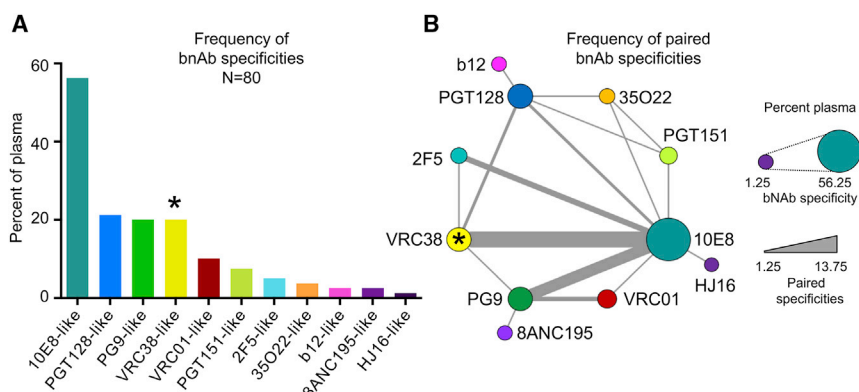 A
Frequency of
bnAb specificities
N=80
Percent of plasma
60
40
20
0
*
10E8-like
PGT128-like
PG9-like
VRC38-like
VRC01-like
PGT151-like
2F5-like
35O22-like
b12-like
8ANC195-like
HJ16-like
B
Frequency of paired
bnAb specificities
b12
PGT128
35O22
PGT151
2F5
VRC38
*
10E8
HJ16
PG9
VRC01
8ANC195
Percent plasma
1.25 56.25
bNAb specificity
1.25 13.75
Paired
specificities